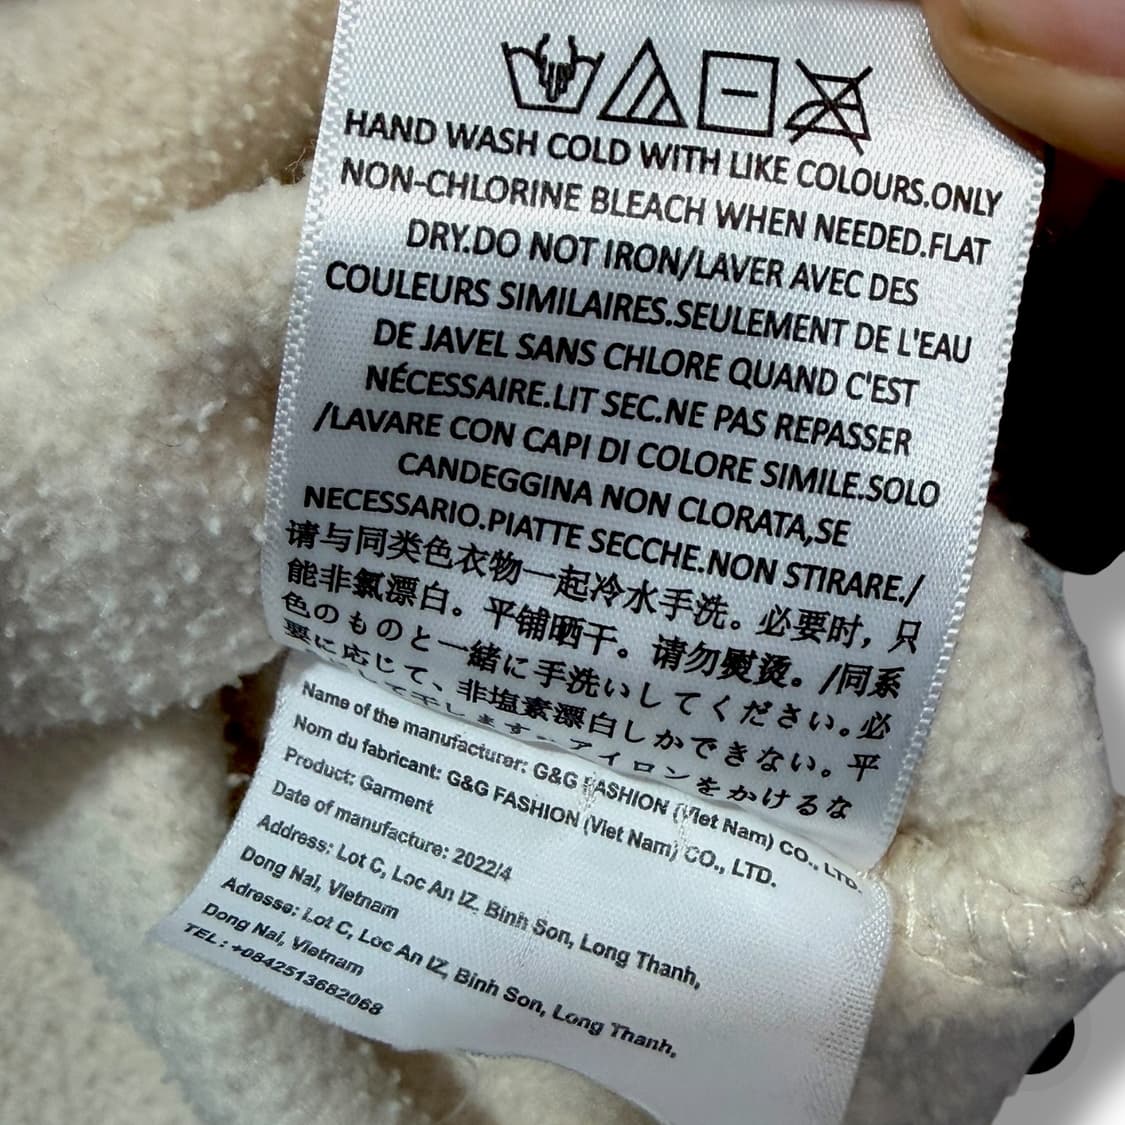 HAND WASH COLD WITH LIKE COLOURS.ONLY
NON-CHLORINE BLEACH WHEN NEEDED.FLAT
DRY.DO NOT IRON/LAVER AVEC DES
COULEURS SIMILAIRES.SEULEMENT DE L'EAU
DE JAVEL SANS CHLORE QUAND C'EST
NÉCESSAIRE.LIT SEC.NE PAS REPASSER
/LAVARE CON CAPI DI COLORE SIMILE.SOLO
CANDEGGINA NON CLORATA,SE
NECESSARIO.PIATTE SECCHE.NON STIRARE./
请与同类色衣物一起冷水手洗。必要时，只
能非氯漂白。平铺晒干。请勿熨烫。/同系
色のものと一緒に手洗いしてください。必
要に応じて、非塩素漂白しかできない。平
して干します。アイロンをかけるな
Name of the manufacturer: G&G FASHION (Viet Nam) CO., LTD.
Nom du fabricant: G&G FASHION (Viet Nam) CO., LTD.
Product: Garment
Date of manufacture: 2022/4
Address: Lot C, Loc An IZ, Binh Son, Long Thanh,
Dong Nai, Vietnam
Adresse: Lot C, Loc An IZ, Binh Son, Long Thanh,
Dong Nai, Vietnam
TEL: +0842513682068